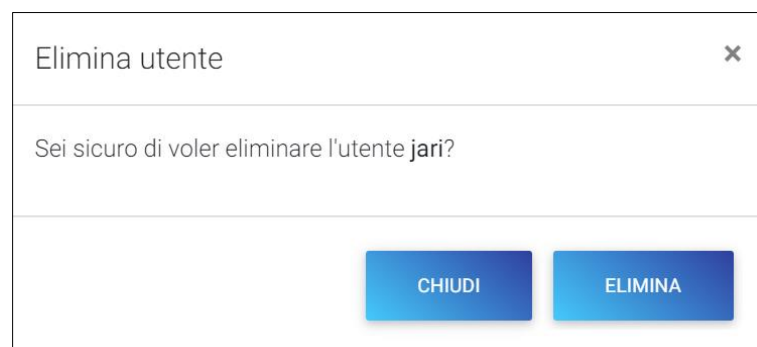 Elimina utente ×
Sei sicuro di voler eliminare l'utente jari?
CHIUDI ELIMINA